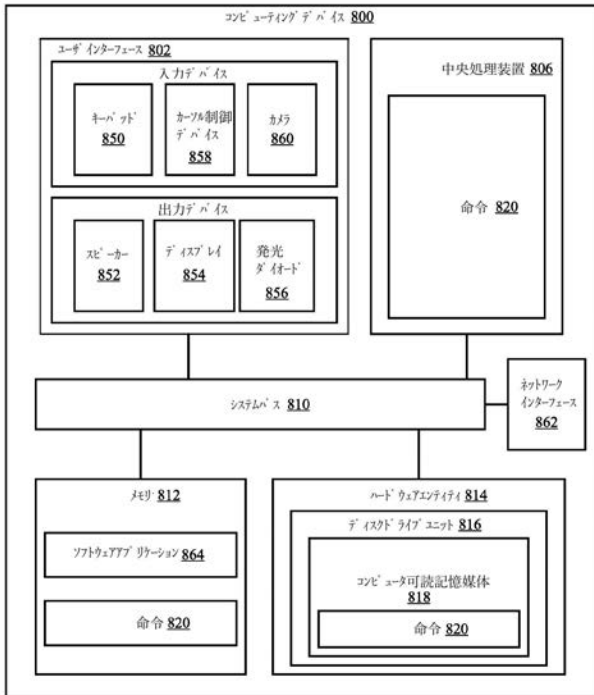 コンピューティングデバイス 800
ユーザインターフェース 802
入力デバイス
キーパッド
850
カーソル制御
デバイス
858
カメラ
860
出力デバイス
スピーカー
852
ディスプレイ
854
発光
ダイオード
856
中央処理装置 806
命令 820
システムバス 810
ネットワーク
インターフェース
862
メモリ 812
ソフトウェアアプリケーション 864
命令 820
ハードウェアエンティティ 814
ディスクドライブユニット 816
コンピュータ可読記憶媒体
818
命令 820